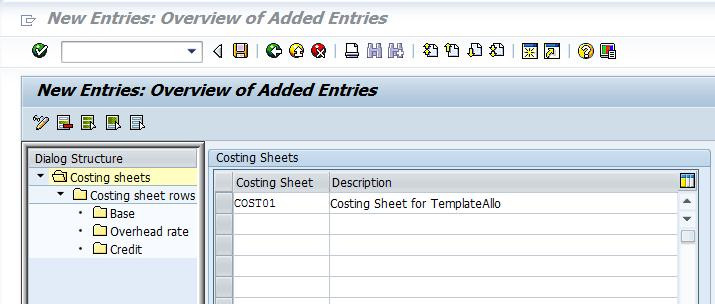 New Entries: Overview of Added Entries
New Entries: Overview of Added Entries
Dialog Structure
Costing sheets
Costing sheet rows
Base
Overhead rate
Credit
Costing Sheets
Costing Sheet Description
COST01 Costing Sheet for TemplateAllo